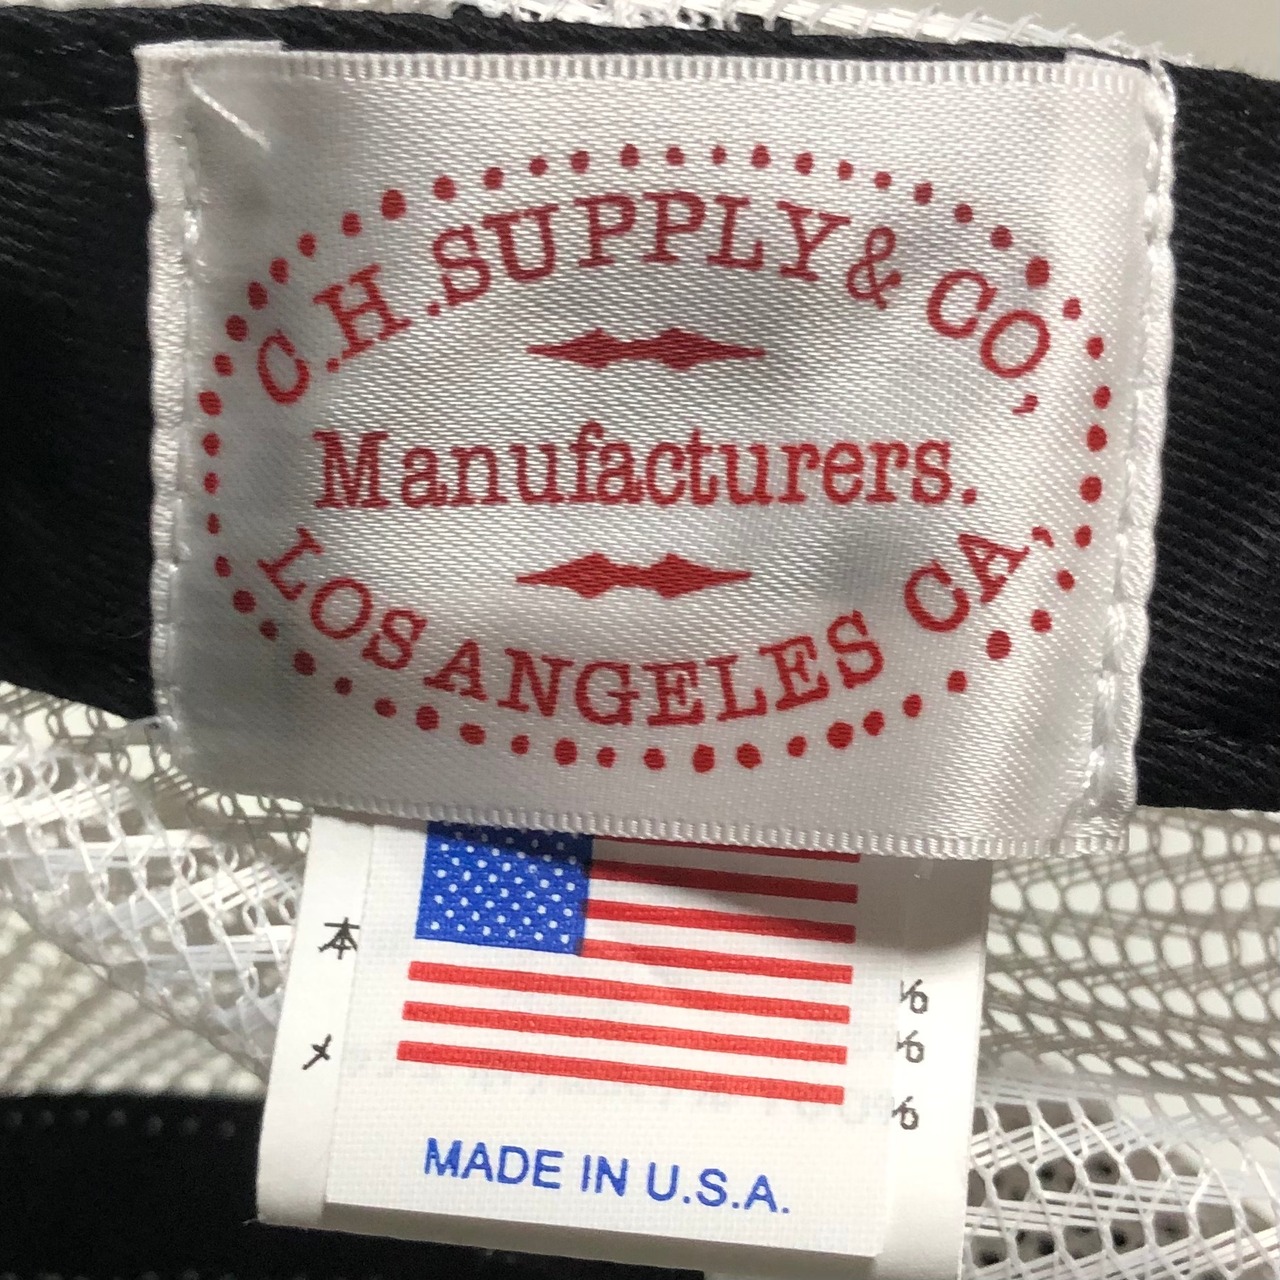 C.H.SUPPLY & CO,
Manufacturers.
LOS ANGELES CA,
本
メ
%
%
%
MADE IN U.S.A.